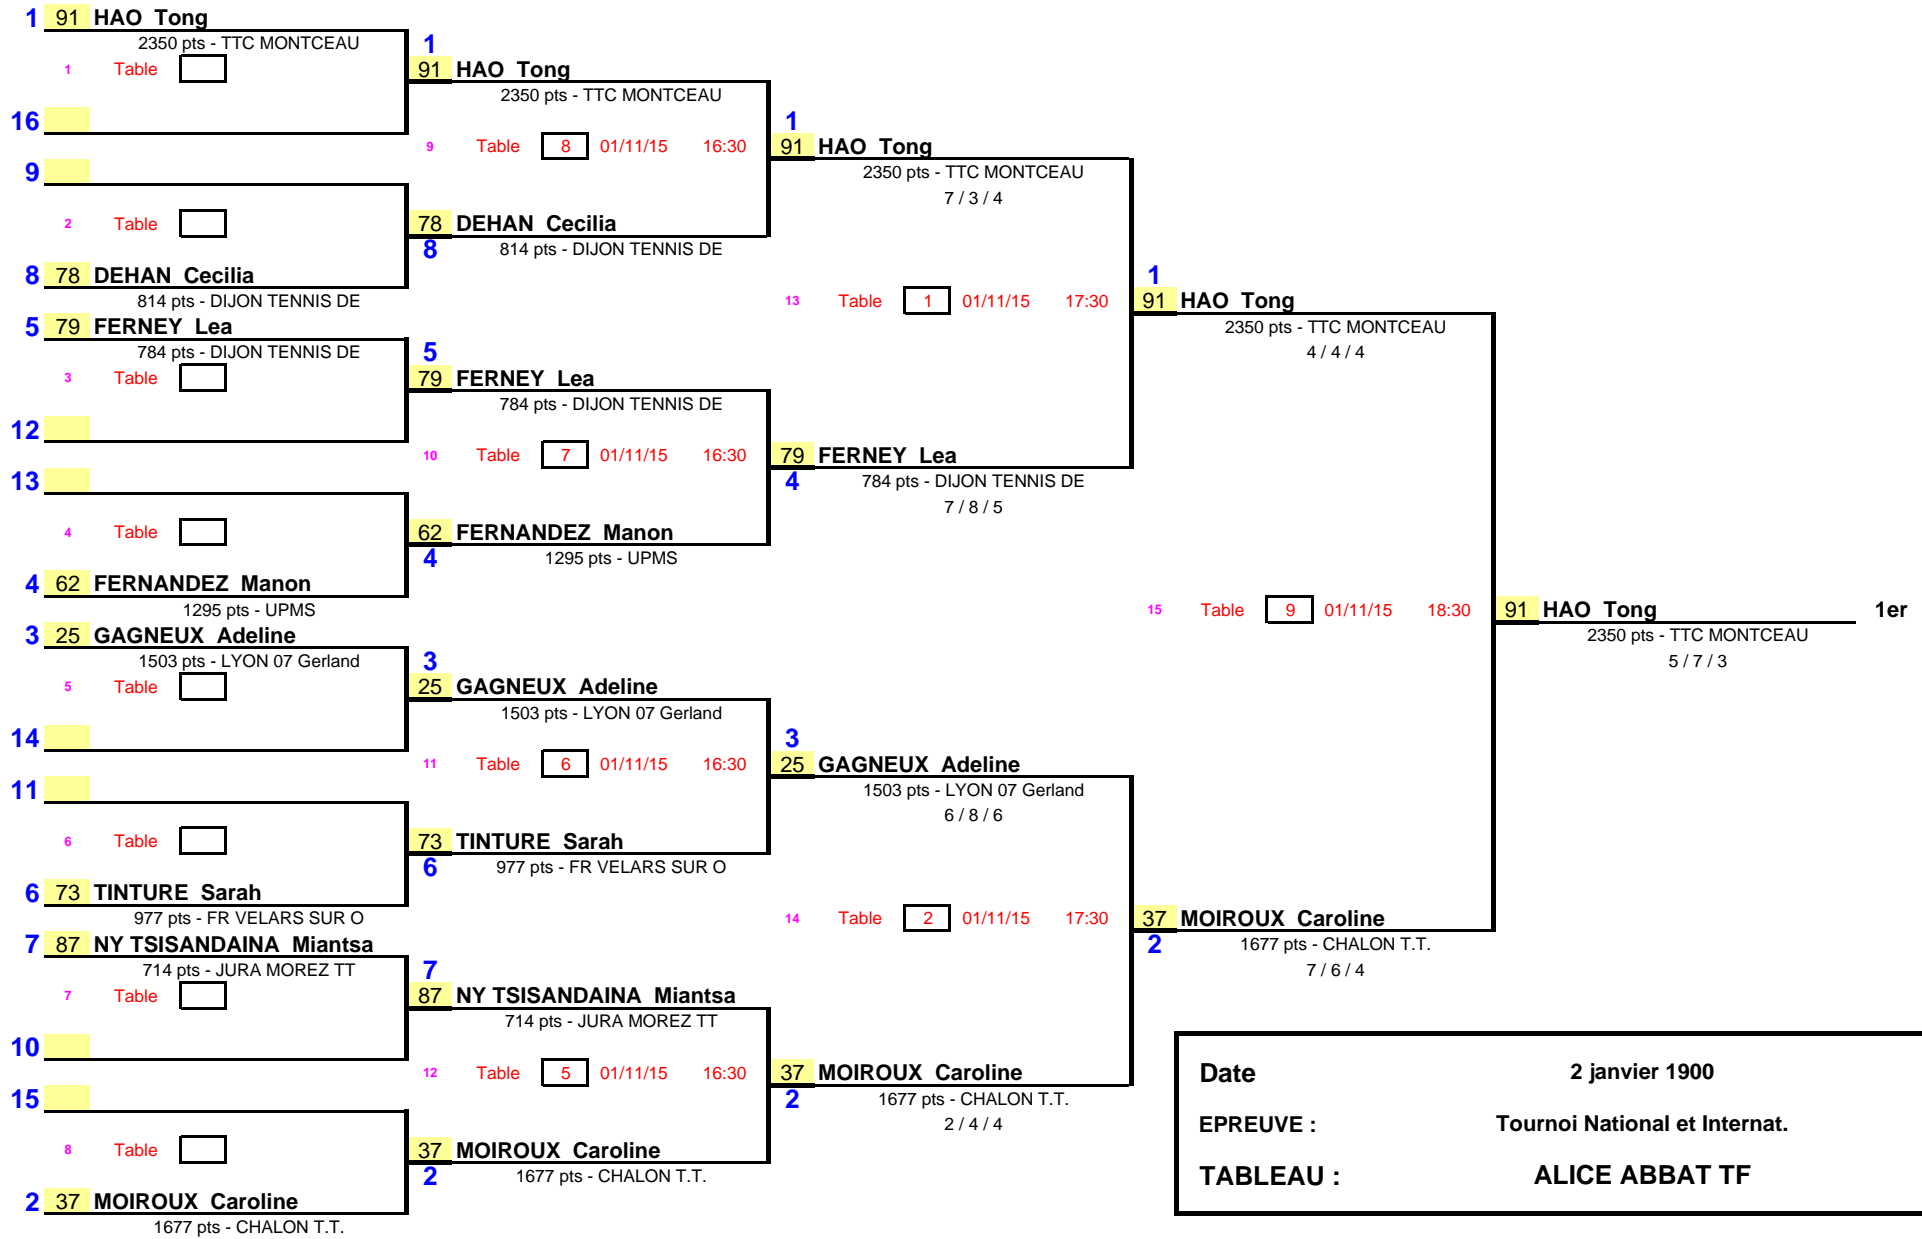 1 91 HAO Tong
2350 pts - TTC MONTCEAU
1 Table
16
9
2 Table
8 78 DEHAN Cecilia
814 pts - DIJON TENNIS DE
5 79 FERNEY Lea
784 pts - DIJON TENNIS DE
3 Table
12
13
4 Table
4 62 FERNANDEZ Manon
1295 pts - UPMS
3 25 GAGNEUX Adeline
1503 pts - LYON 07 Gerland
5 Table
14
11
6 Table
6 73 TINTURE Sarah
977 pts - FR VELARS SUR O
7 87 NY TSISANDAINA Miantsa
714 pts - JURA MOREZ TT
7 Table
10
15
8 Table
2 37 MOIROUX Caroline
1677 pts - CHALON T.T.
1
91 HAO Tong
2350 pts - TTC MONTCEAU
9 Table 8 01/11/15 16:30
78 DEHAN Cecilia
8
814 pts - DIJON TENNIS DE
5
79 FERNEY Lea
784 pts - DIJON TENNIS DE
10 Table 7 01/11/15 16:30
62 FERNANDEZ Manon
4
1295 pts - UPMS
3
25 GAGNEUX Adeline
1503 pts - LYON 07 Gerland
11 Table 6 01/11/15 16:30
73 TINTURE Sarah
6
977 pts - FR VELARS SUR O
7
87 NY TSISANDAINA Miantsa
714 pts - JURA MOREZ TT
12 Table 5 01/11/15 16:30
37 MOIROUX Caroline
2
1677 pts - CHALON T.T.
1
91 HAO Tong
2350 pts - TTC MONTCEAU
7 / 3 / 4
13 Table 1 01/11/15 17:30
79 FERNEY Lea
4
784 pts - DIJON TENNIS DE
7 / 8 / 5
3
25 GAGNEUX Adeline
1503 pts - LYON 07 Gerland
6 / 8 / 6
14 Table 2 01/11/15 17:30
37 MOIROUX Caroline
2
1677 pts - CHALON T.T.
2 / 4 / 4
1
91 HAO Tong
2350 pts - TTC MONTCEAU
4 / 4 / 4
15 Table 9 01/11/15 18:30
37 MOIROUX Caroline
2
1677 pts - CHALON T.T.
7 / 6 / 4
91 HAO Tong 1er
2350 pts - TTC MONTCEAU
5 / 7 / 3
Date 2 janvier 1900
EPREUVE : Tournoi National et Internat.
TABLEAU : ALICE ABBAT TF